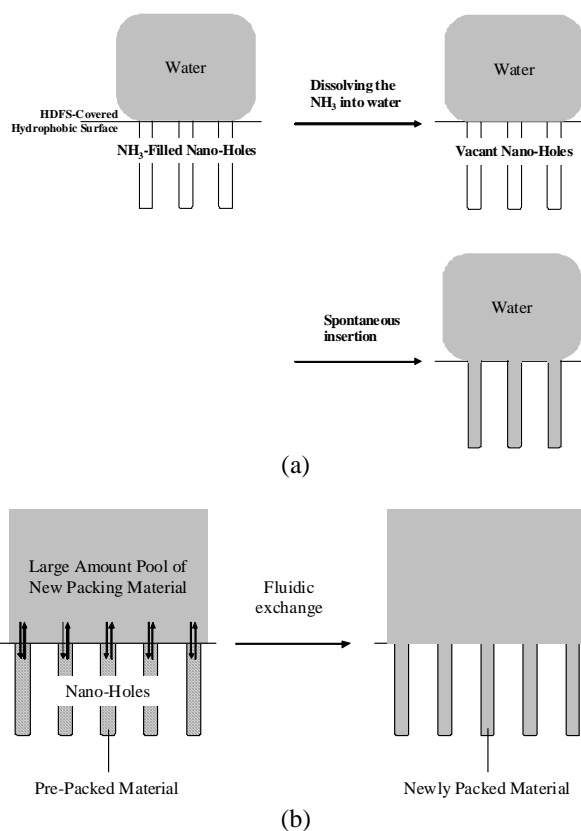 Water
HDFS-Covered
Hydrophobic Surface
NH3-Filled Nano-Holes
Dissolving the
NH3 into water
Water
Vacant Nano-Holes
Spontaneous
insertion
Water
(a)
Large Amount Pool of
New Packing Material
Nano-Holes
Pre-Packed Material
Fluidic
exchange
Newly Packed Material
(b)